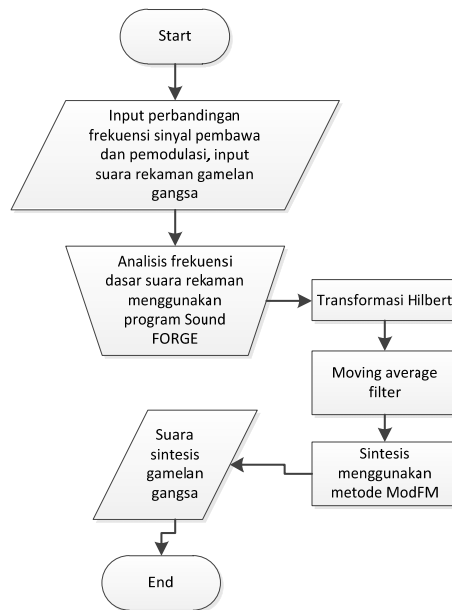 Start
Input perbandingan
frekuensi sinyal pembawa
dan pemodulasi, input
suara rekaman gamelan
gangsa
Analisis frekuensi
dasar suara rekaman
menggunakan
program Sound
FORGE
Transformasi Hilbert
Moving average
filter
Sintesis
menggunakan
metode ModFM
Suara
sintesis
gamelan
gangsa
End